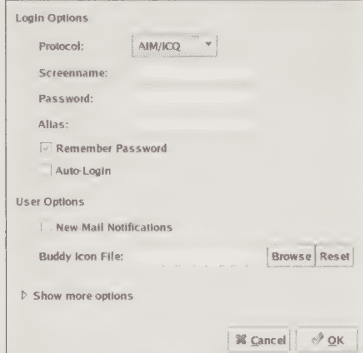 Login Options
Protocol: AIM/ICQ
Screenname:
Password:
Alias:
Remember Password
Auto-Login
User Options
New Mail Notifications
Buddy Icon File: Browse Reset
Show more options
Cancel OK